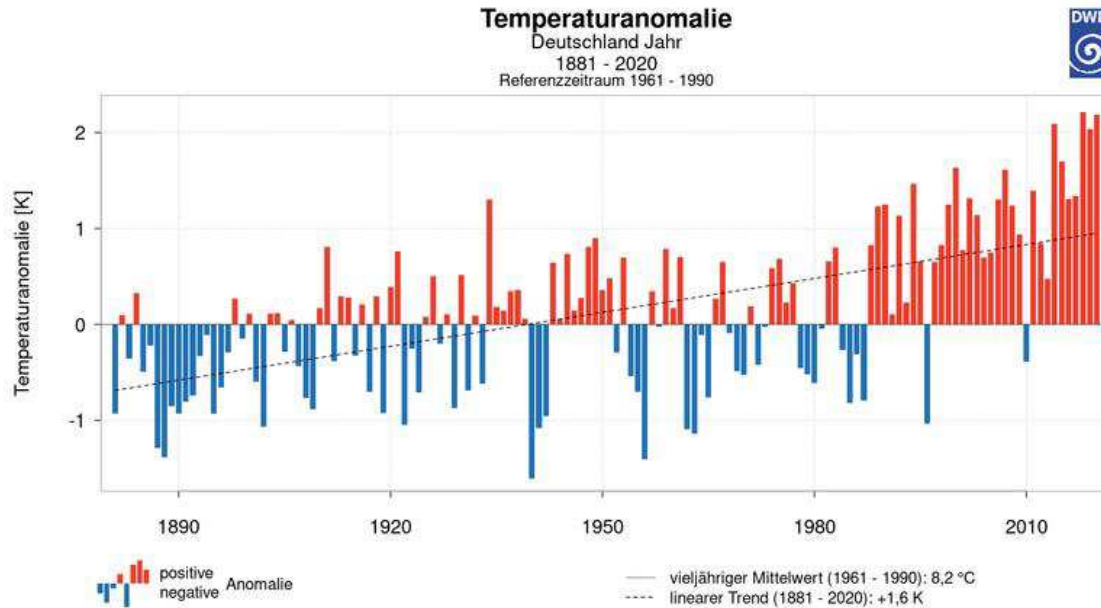 Temperaturanomalie
Deutschland Jahr
1881 - 2020
Referenzzeitraum 1961 - 1990
Temperaturanomalie [K]
2
1
0
-1
1890 1920 1950 1980 2010
positive
negative Anomalie
vieljähriger Mittelwert (1961 - 1990): 8,2 °C
linearer Trend (1881 - 2020): +1,6 K